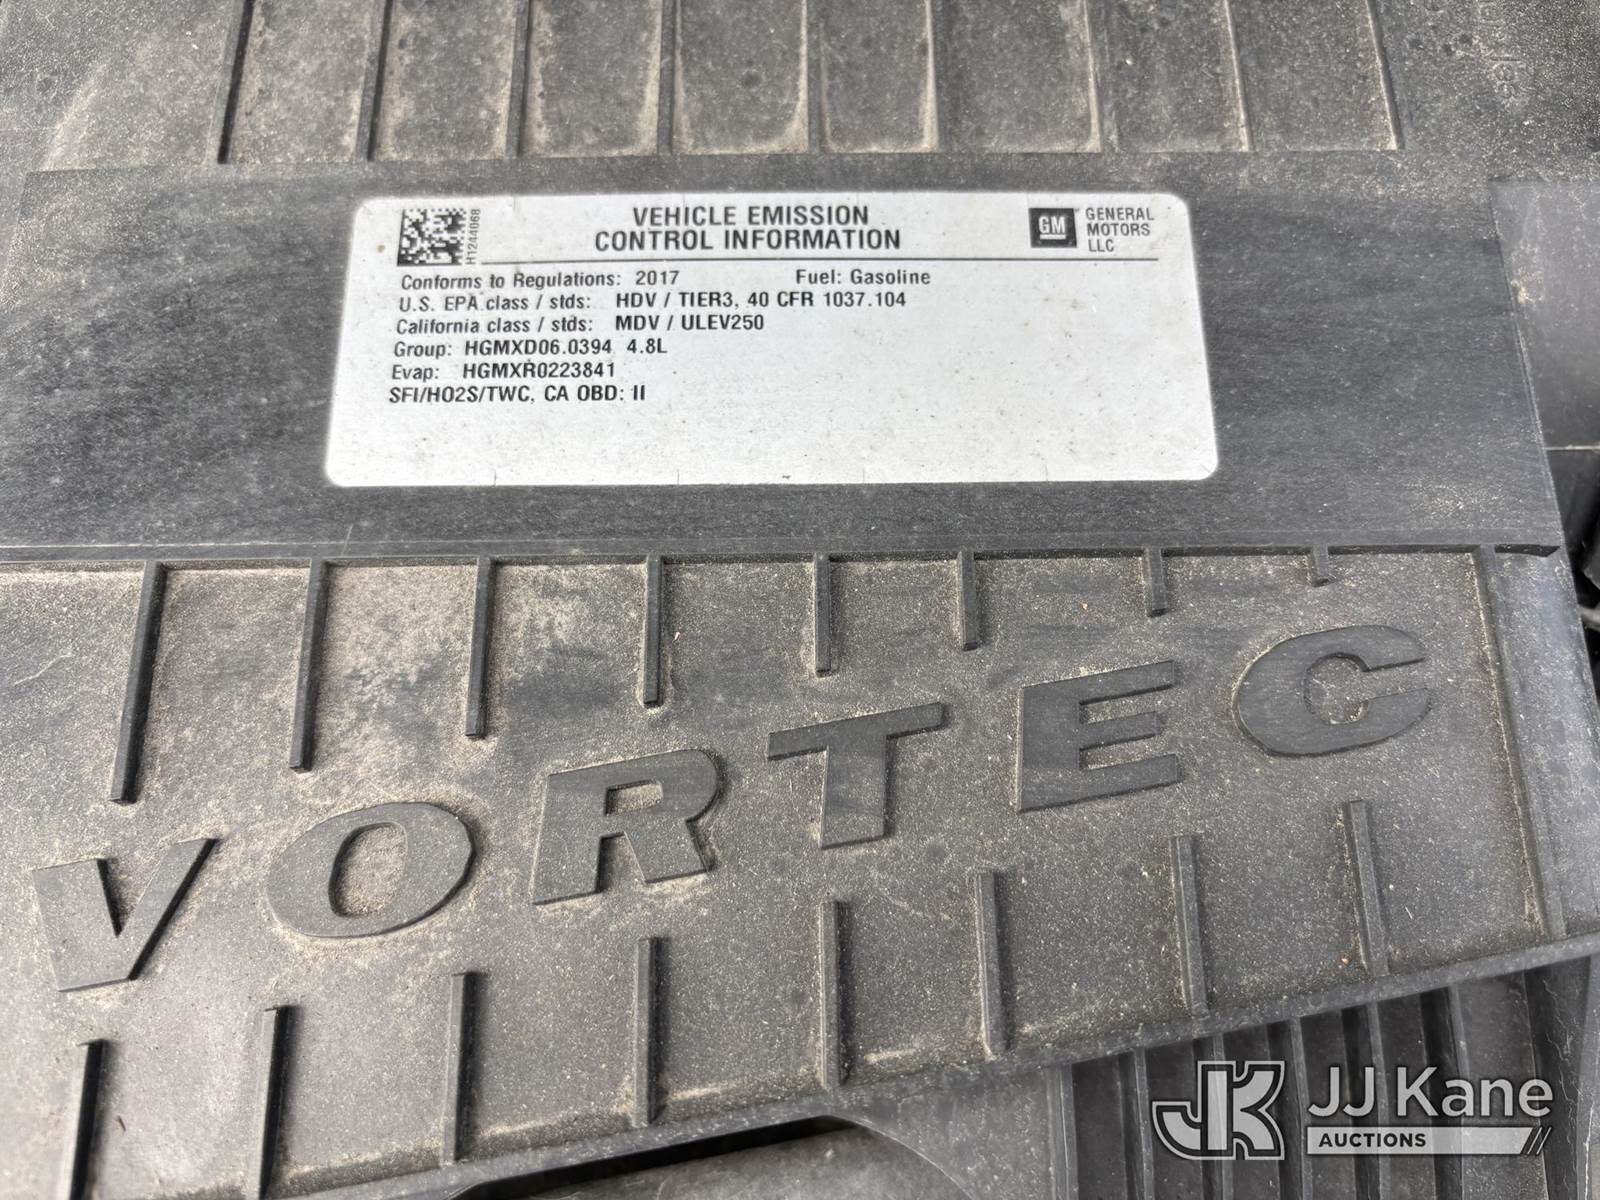 VEHICLE EMISSION
CONTROL INFORMATION
H1244068
GM
GENERAL
MOTORS
LLC
Conforms to Regulations: 2017 Fuel: Gasoline
U.S. EPA class / stds: HDV / TIER3, 40 CFR 1037.104
California class / stds: MDV / ULEV250
Group: HGMXD06.0394 4.8L
Evap: HGMXR0223841
SFI/HO2S/TWC, CA OBD: II
VORTEC
JK JJ Kane
AUCTIONS